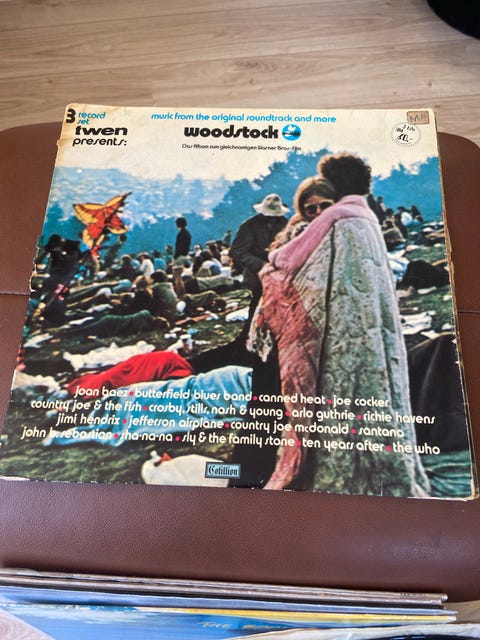 3 record
set
twen
presents:
music from the original soundtrack and more
woodstock
Das Album zum gleichnamigen Warner Bros.-Film
MF
joan baez • butterfield blues band • canned heat • joe cocker
country joe & the fish • crosby, stills, nash & young • arlo guthrie • richie havens
jimi hendrix • jefferson airplane • country joe mcdonald • santana
john b. sebastian • sha-na-na • sly & the family stone • ten years after • the who
Cotillion
THE